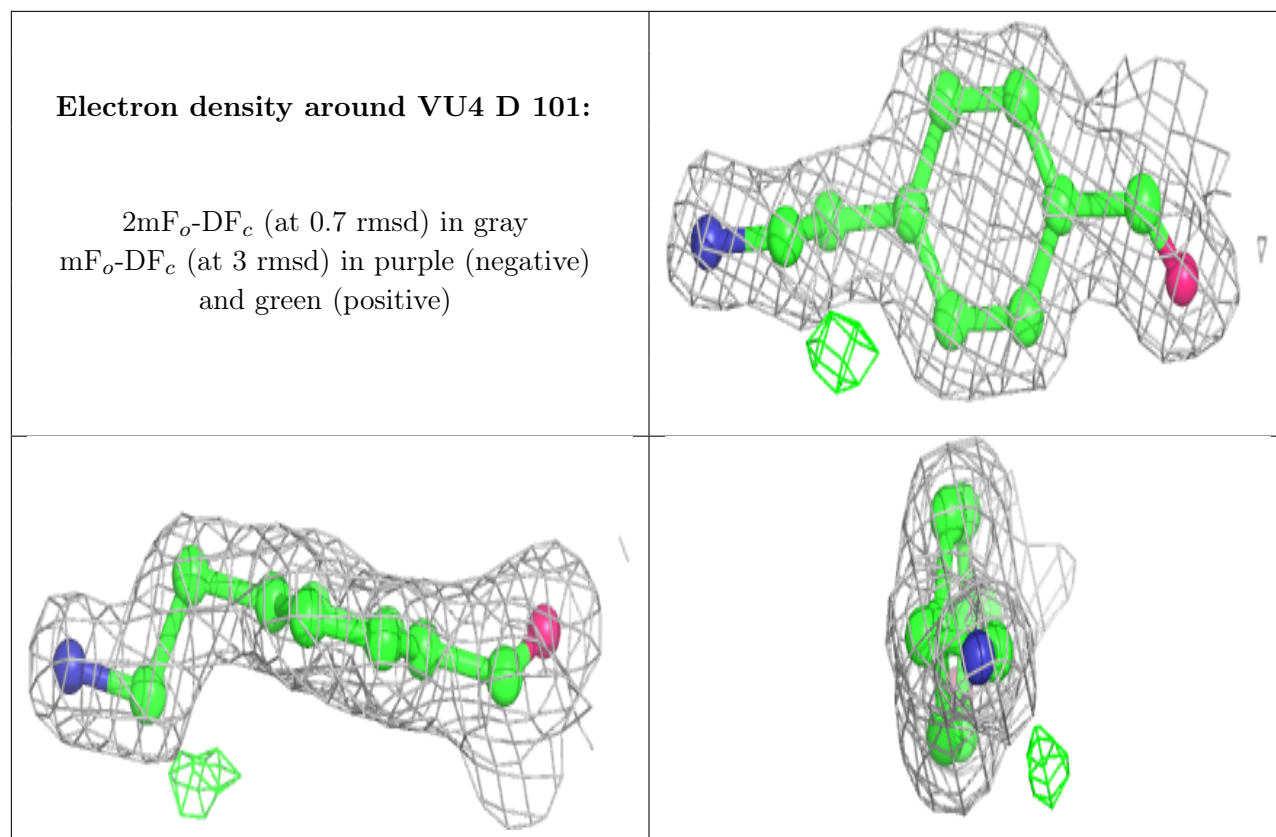 Electron density around VU4 D 101:
2mFₒ-DF𝒸 (at 0.7 rmsd) in gray
mFₒ-DF𝒸 (at 3 rmsd) in purple (negative)
and green (positive)